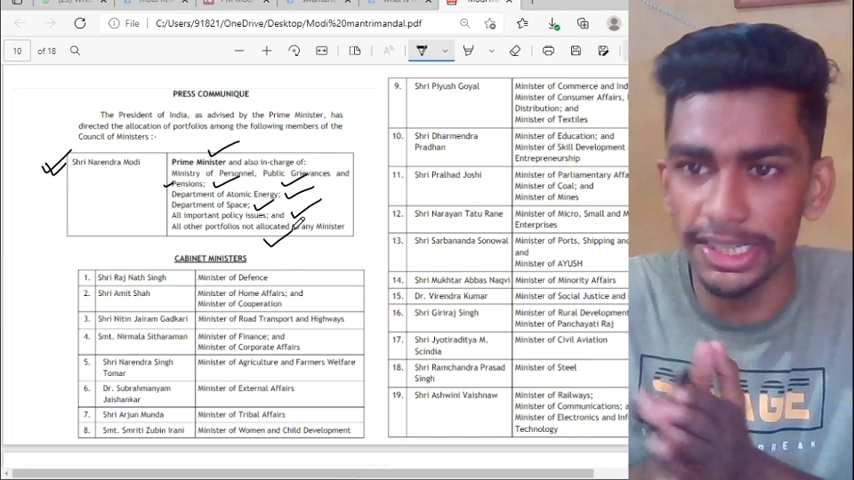 File
C:/Users/91821/OneDrive/Desktop/Modi%20mantrimandal.pdf
10 of 18
PRESS COMMUNIQUE
The President of India, as advised by the Prime Minister, has
directed the allocation of portfolios among the following members of the
Council of Ministers :-
Shri Narendra Modi
Prime Minister and also in-charge of:
Ministry of Personnel, Public Grievances and
Pensions;
Department of Atomic Energy;
Department of Space;
All important policy issues; and
All other portfolios not allocated to any Minister
CABINET MINISTERS
1. Shri Raj Nath Singh Minister of Defence
2. Shri Amit Shah Minister of Home Affairs; and
Minister of Cooperation
3. Shri Nitin Jairam Gadkari Minister of Road Transport and Highways
4. Smt. Nirmala Sitharaman Minister of Finance; and
Minister of Corporate Affairs
5 Shri Narendra Singh Minister of Agriculture and Farmers Welfare
Tomar
6. Dr. Subrahmanyam Minister of External Affairs
Jaishankar
7. Shri Arjun Munda Minister of Tribal Affairs
8. Smt. Smriti Zubin Irani Minister of Women and Child Development
9. Shri Piyush Goyal Minister of Commerce and Ind
Minister of Consumer Affairs,
Distribution; and
Minister of Textiles
10. Shri Dharmendra Minister of Education; and
Pradhan Minister of Skill Development
Entrepreneurship
11. Shri Pralhad Joshi Minister of Parliamentary Af
Minister of Coal; and
Minister of Mines
12. Shri Narayan Tatu Rane Minister of Micro, Small and M
Enterprises
13. Shri Sarbananda Sonowal Minister of Ports, Shipping an
and
Minister of AYUSH
14. Shri Mukhtar Abbas Naqvi Minister of Minority Affairs
15. Dr. Virendra Kumar Minister of Social Justice and
16. Shri Giriraj Singh Minister of Rural Developmen
Minister of Panchayati Raj
17. Shri Jyotiraditya M. Minister of Civil Aviation
Scindia
18. Shri Ramchandra Prasad Minister of Steel
Singh
19. Shri Ashwini Vaishnaw Minister of Railways;
Minister of Communications; a
Minister of Electronics and Inf
Technology